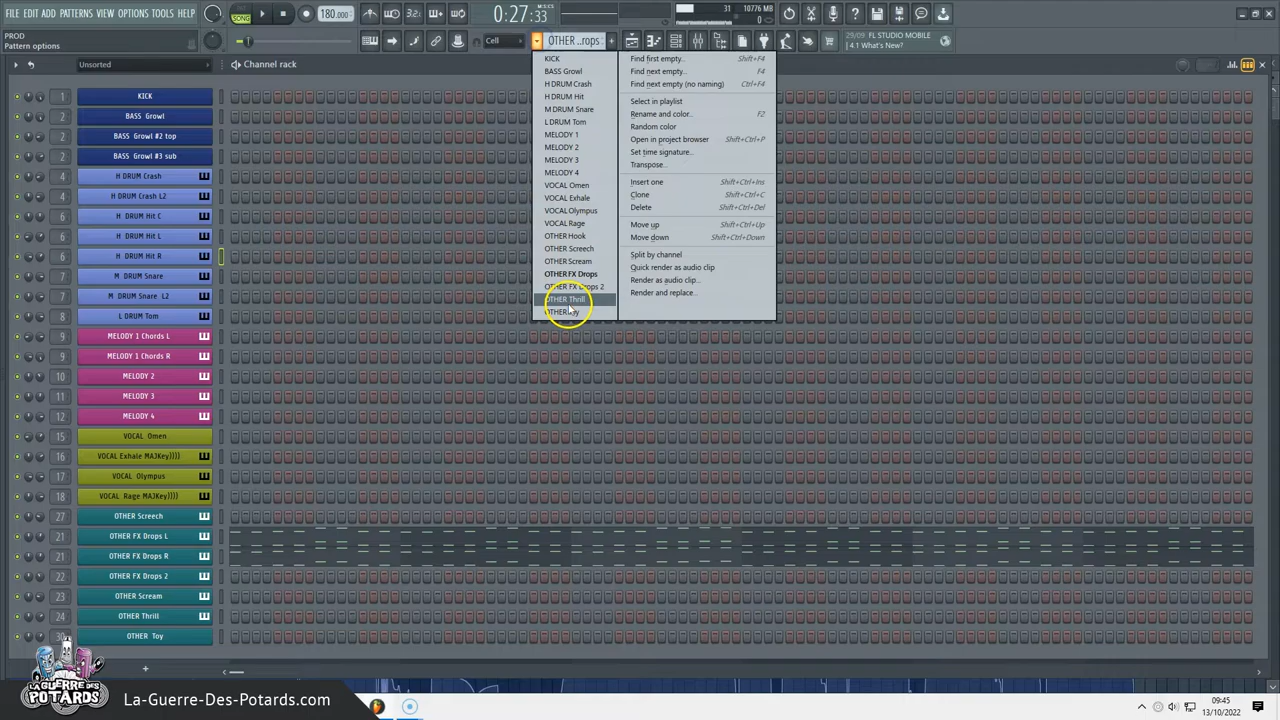 FILE EDIT ADD PATTERNS VIEW OPTIONS TOOLS HELP
SONG
180.000
0:27:33
31
10776 MB
PROD
Pattern options
Cell
OTHER ..rops
29/09 FL STUDIO MOBILE
4.1 What's New?
Unsorted
Channel rack
KICK
BASS Growl
H DRUM Crash
H DRUM Hit
M DRUM Snare
L DRUM Tom
MELODY 1
MELODY 2
MELODY 3
MELODY 4
VOCAL Omen
VOCAL Exhale
VOCAL Olympus
VOCAL Rage
OTHER Hook
OTHER Screech
OTHER Scream
OTHER FX Drops
OTHER FX Drops 2
OTHER Thrill
Find first empty... Shift+F4
Find next empty... F4
Find next empty (no naming) Ctrl+F4
Select in playlist
Rename and color... F2
Random color
Open in project browser Shift+Ctrl+P
Set time signature...
Transpose...
Insert one Shift+Ctrl+Ins
Clone Shift+Ctrl+C
Delete Shift+Ctrl+Del
Move up Shift+Ctrl+Up
Move down Shift+Ctrl+Down
Split by channel
Quick render as audio clip
Render as audio clip...
Render and replace...
1 KICK
2 BASS Growl
2 BASS Growl #2 top
2 BASS Growl #3 sub
4 H DRUM Crash
4 H DRUM Crash L2
6 H DRUM Hit C
6 H DRUM Hit L
6 H DRUM Hit R
7 M DRUM Snare
7 M DRUM Snare L2
8 L DRUM Tom
9 MELODY 1 Chords L
9 MELODY 1 Chords R
10 MELODY 2
11 MELODY 3
12 MELODY 4
15 VOCAL Omen
16 VOCAL Exhale MAJKey))))
17 VOCAL Olympus
18 VOCAL Rage MAJKey))))
27 OTHER Screech
21 OTHER FX Drops L
21 OTHER FX Drops R
22 OTHER FX Drops 2
23 OTHER Scream
24 OTHER Thrill
30 OTHER Toy
LA GUERRE DES
POTARDS
La-Guerre-Des-Potards.com
09:45
13/10/2022